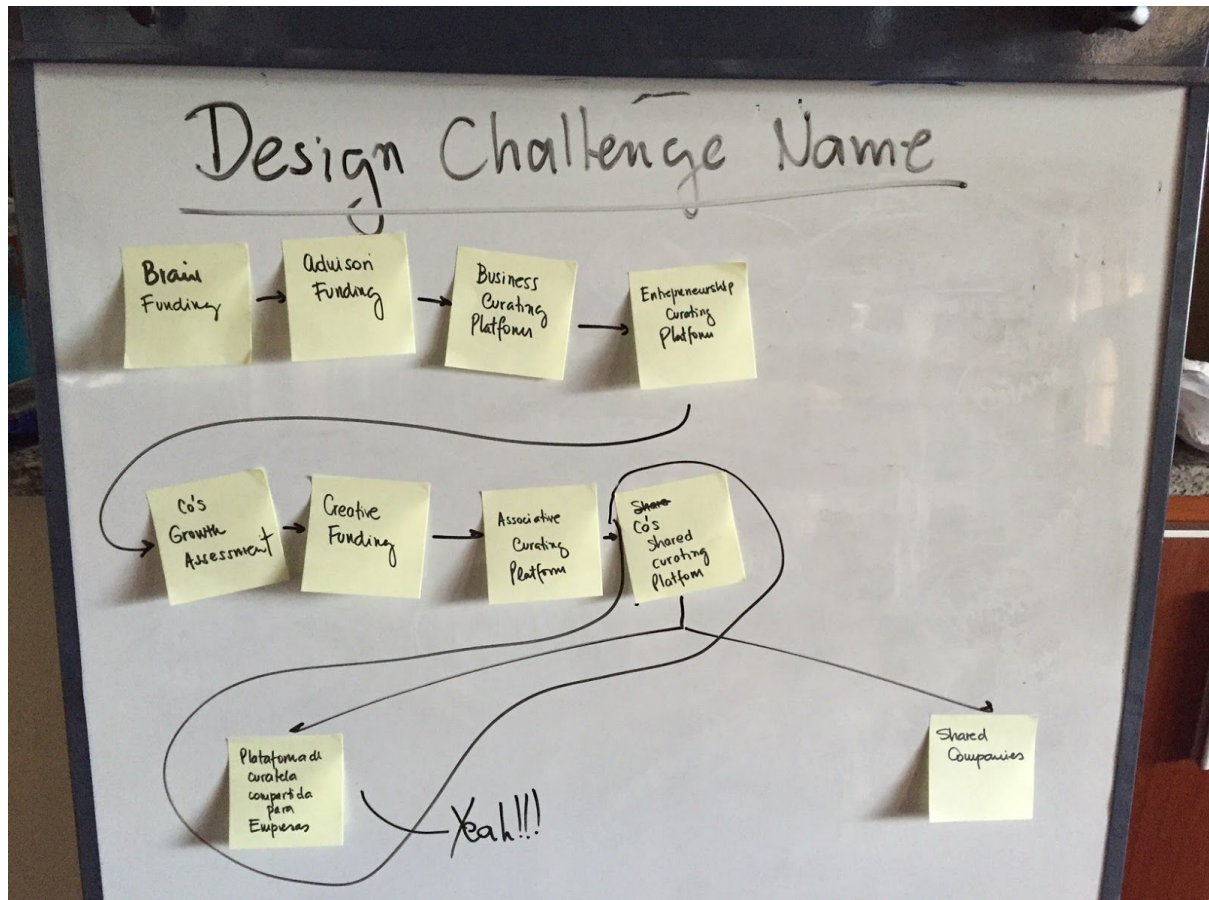 Design Challenge Name
Brain
Funding
Advisori
Funding
Business
Curating
Platform
Entrepreneurship
Curating
Platform
Co's
Growth
Assessment
Creative
Funding
Associative
Curating
Platform
Share
Co's
Shared
Curating
Platform
Plataforma de
curatela
compartida
para
Empresas
Yeah!!!
Shared
Companies